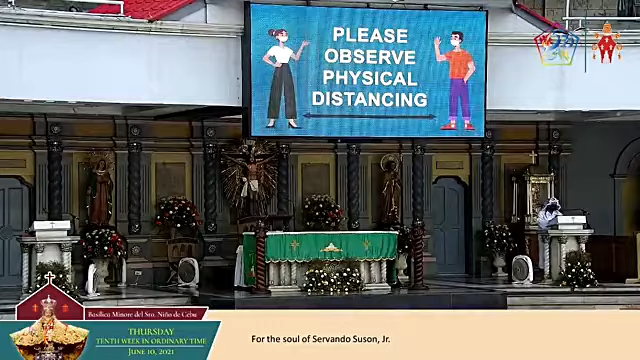 PLEASE
OBSERVE
PHYSICAL
DISTANCING
Basilica Minore del Sto. Niño de Cebu
THURSDAY
TENTH WEEK IN ORDINARY TIME
JUNE 10, 2021
For the soul of Servando Suson, Jr.